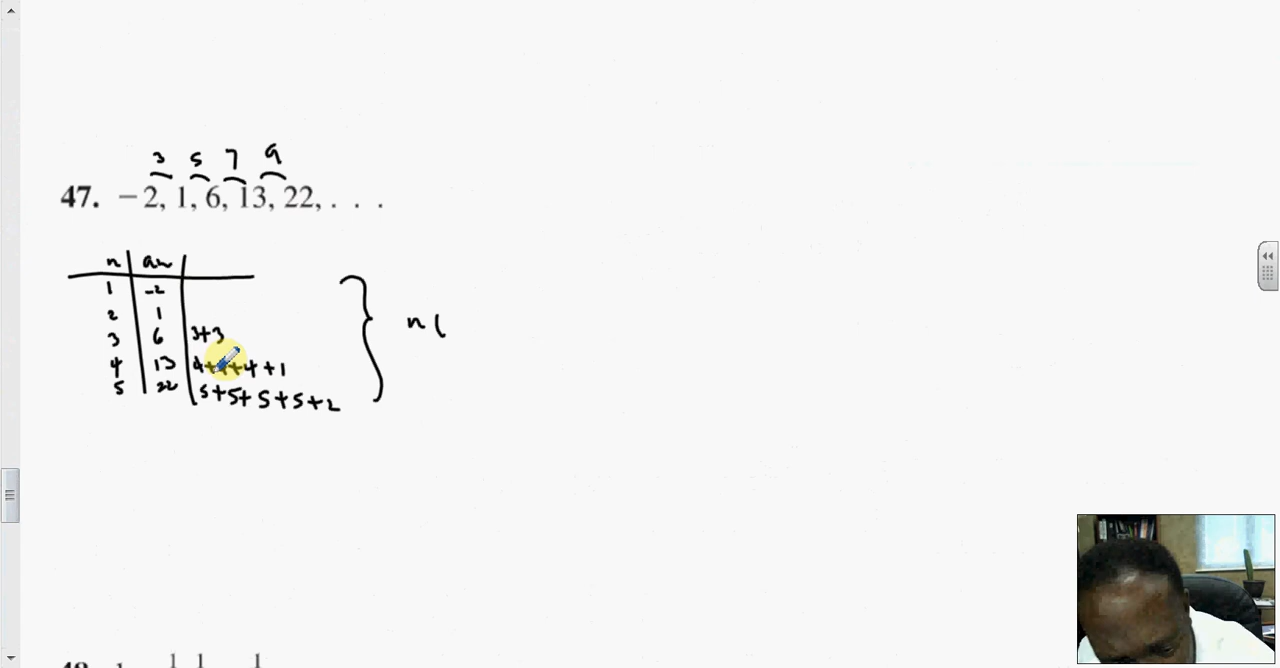 3 5 7 9
47. −2, 1, 6, 13, 22, . . .
n an
1 -2
2 1
3 6 3+3
n (
4 13 4+4+4+1
5 22 5+5+5+5+2